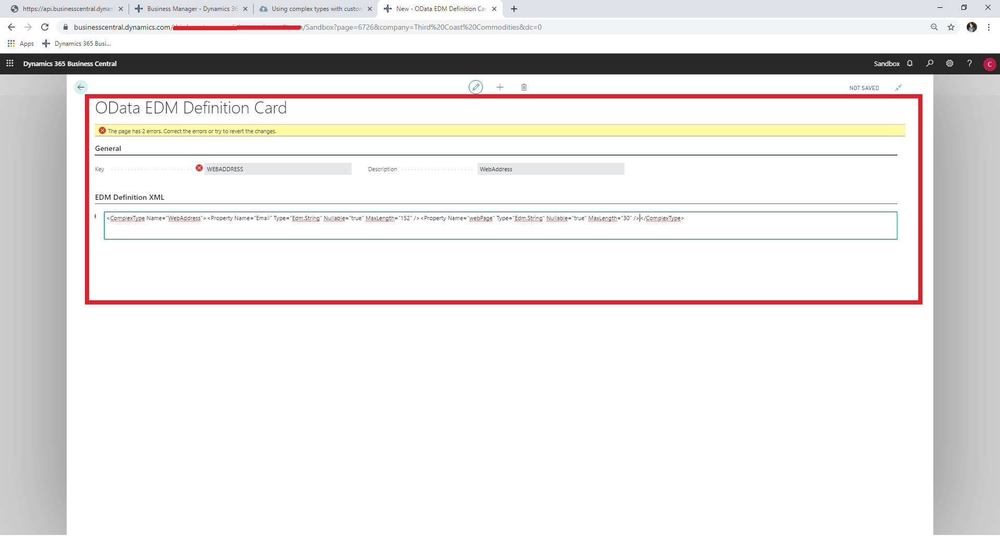 https://api.businesscentral.dynam
Business Manager - Dynamics 36
Using complex types with custom
New - OData EDM Definition Car
businesscentral.dynamics.com/
/Sandbox?page=6726&company=Third%20Coast%20Commodities&dc=0
Apps
Dynamics 365 Busi...
Dynamics 365 Business Central
Sandbox
?
C
NOT SAVED
OData EDM Definition Card
The page has 2 errors. Correct the errors or try to revert the changes.
General
Key
WEBADDRESS
Description
WebAddress
EDM Definition XML
<ComplexType Name="WebAddress"><Property Name="Email" Type="Edm.String" Nullable="true" MaxLength="152" /><Property Name="webPage" Type="Edm.String" Nullable="true" MaxLength="30" /></ComplexType>